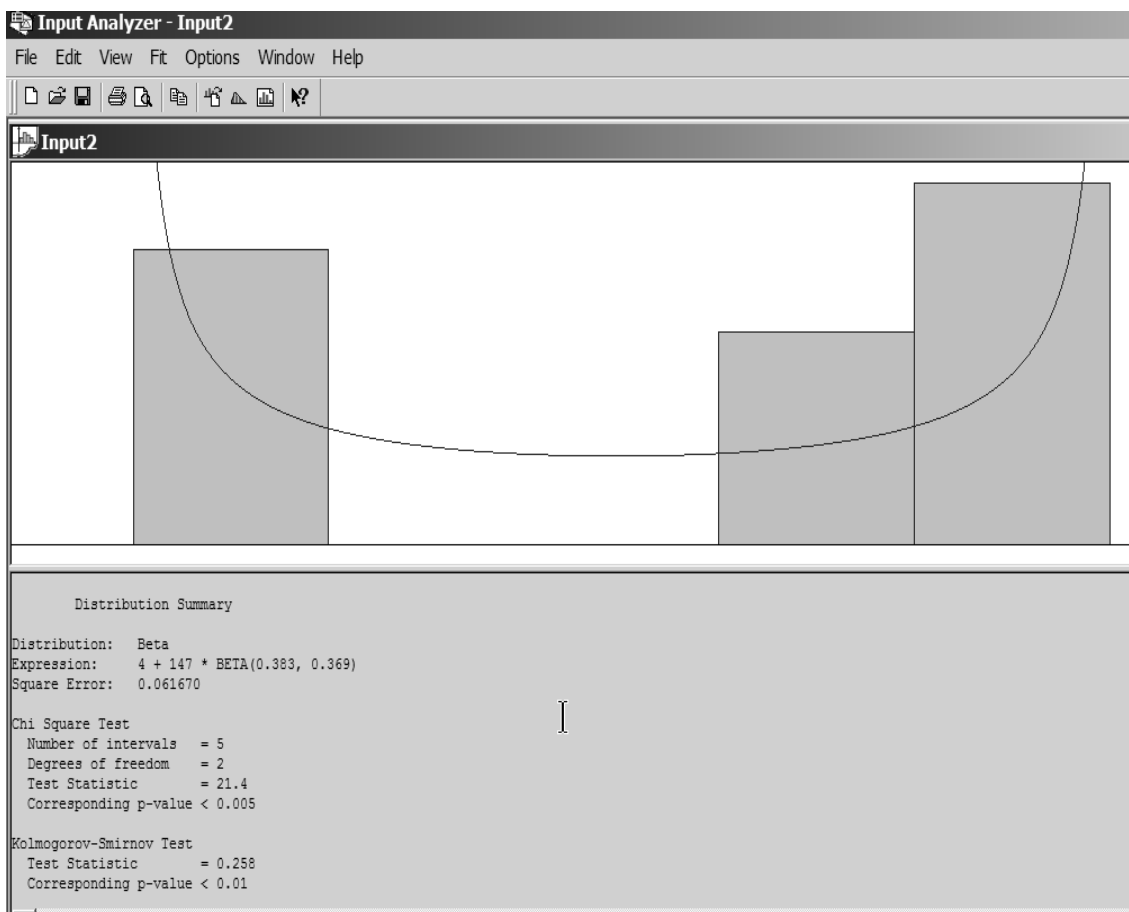 Input Analyzer - Input2
File Edit View Fit Options Window Help
Input2
Distribution Summary
Distribution: Beta
Expression: 4 + 147 * BETA(0.383, 0.369)
Square Error: 0.061670
Chi Square Test
Number of intervals = 5
Degrees of freedom = 2
Test Statistic = 21.4
Corresponding p-value < 0.005
Kolmogorov-Smirnov Test
Test Statistic = 0.258
Corresponding p-value < 0.01